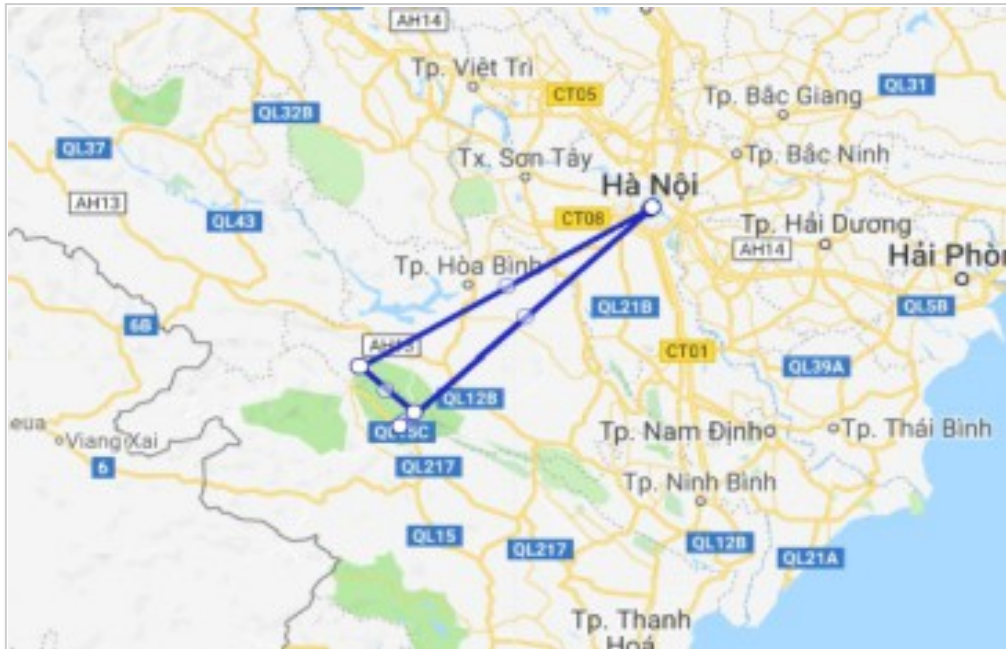 AH14
Tp. Việt Trì
CT05
QL31
QL32B
Tp. Bắc Giang
QL37
Tx. Sơn Tây
Tp. Bắc Ninh
AH13
Hà Nội
QL43
CT08
Tp. Hải Dương
AH14
Tp. Hòa Bình
Hải Phòn
QL21B
QL5B
6B
CT01
QL39A
QL12B
eua
Viang Xai
Tp. Nam Định
Tp. Thái Bình
6
QL217
Tp. Ninh Bình
QL15
QL217
QL12B
QL21A
Tp. Thanh
Hoá